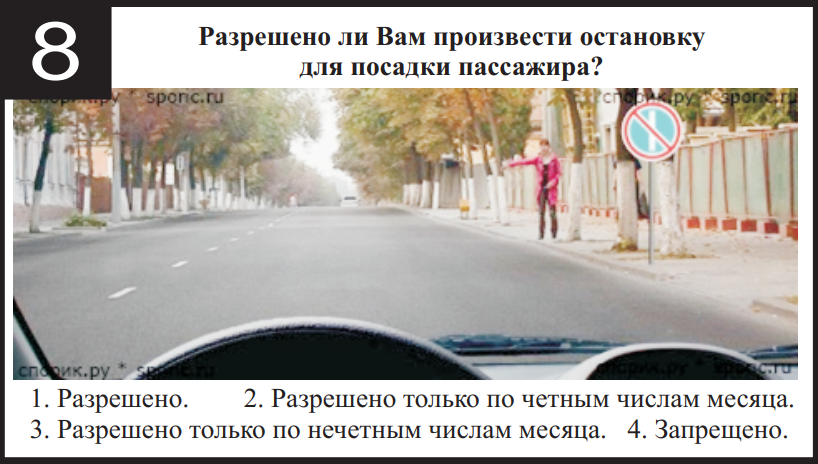 8
Разрешено ли Вам произвести остановку
для посадки пассажира?
спорик.ру * sporic.ru
спорик.ру * sporic.ru
спорик.ру * sporic.ru
спорик.ру * sporic.ru
1. Разрешено. 2. Разрешено только по четным числам месяца.
3. Разрешено только по нечетным числам месяца. 4. Запрещено.